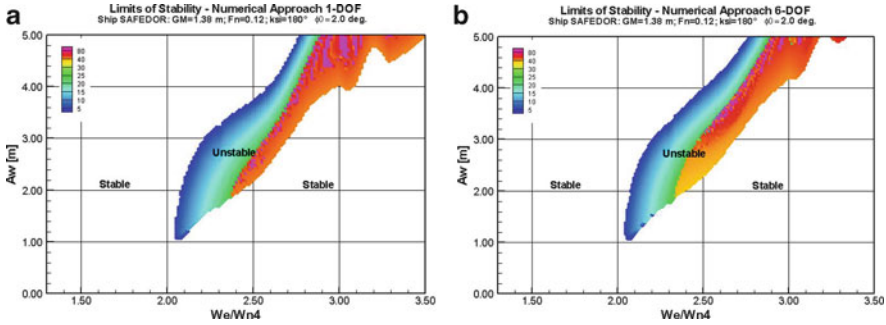 a
Limits of Stability - Numerical Approach 1-DOF
Ship SAFEDOR: GM=1.38 m; Fn=0.12; ksi=180° ϕ0=2.0 deg.
5.00
4.00
3.00
2.00
1.00
0.00
Aw [m]
80
40
35
30
25
20
15
10
5
Stable
Unstable
Stable
1.50
2.00
2.50
3.00
3.50
We/Wn4
b
Limits of Stability - Numerical Approach 6-DOF
Ship SAFEDOR: GM=1.38 m; Fn=0.12; ksi=180° ϕ0=2.0 deg.
5.00
4.00
3.00
2.00
1.00
0.00
Aw [m]
80
40
35
30
25
20
15
10
5
Stable
Unstable
Stable
1.50
2.00
2.50
3.00
3.50
We/Wn4